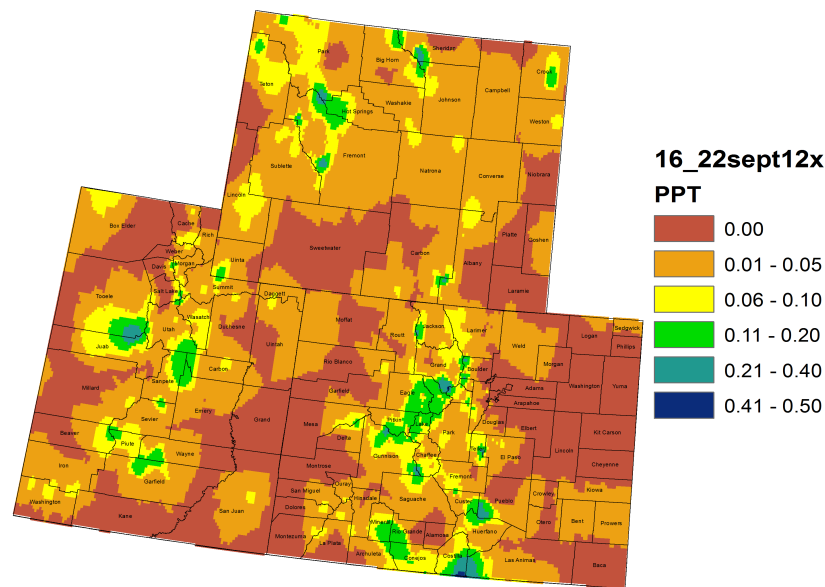 Park
Big Horn
Sheridan
Crook
Teton
Campbell
Johnson
Washakie
Hot Springs
Weston
Fremont
Sublette
Natrona
Converse
Niobrara
Lincoln
Platte
Goshen
Sweetwater
Carbon
Albany
Laramie
Uinta
Box Elder
Cache
Rich
Weber
Morgan
Davis
Salt Lake
Summit
Daggett
Tooele
Wasatch
Utah
Duchesne
Uintah
Juab
Carbon
Sanpete
Millard
Emery
Grand
Sevier
Beaver
Piute
Wayne
Iron
Garfield
Washington
Kane
San Juan
Moffat
Routt
Jackson
Larimer
Weld
Logan
Sedgwick
Phillips
Rio Blanco
Grand
Boulder
Morgan
Washington
Yuma
Garfield
Eagle
Adams
Arapahoe
Mesa
Pitkin
Lake
Park
Douglas
Elbert
Kit Carson
Delta
Gunnison
Chaffee
Teller
El Paso
Lincoln
Cheyenne
Montrose
Fremont
Kiowa
Ouray
San Miguel
Hinsdale
Saguache
Custer
Pueblo
Crowley
Dolores
Mineral
Rio Grande
Alamosa
Huerfano
Otero
Bent
Prowers
Montezuma
La Plata
Archuleta
Conejos
Costilla
Las Animas
Baca
16_22sept12x
PPT
0.00
0.01 - 0.05
0.06 - 0.10
0.11 - 0.20
0.21 - 0.40
0.41 - 0.50